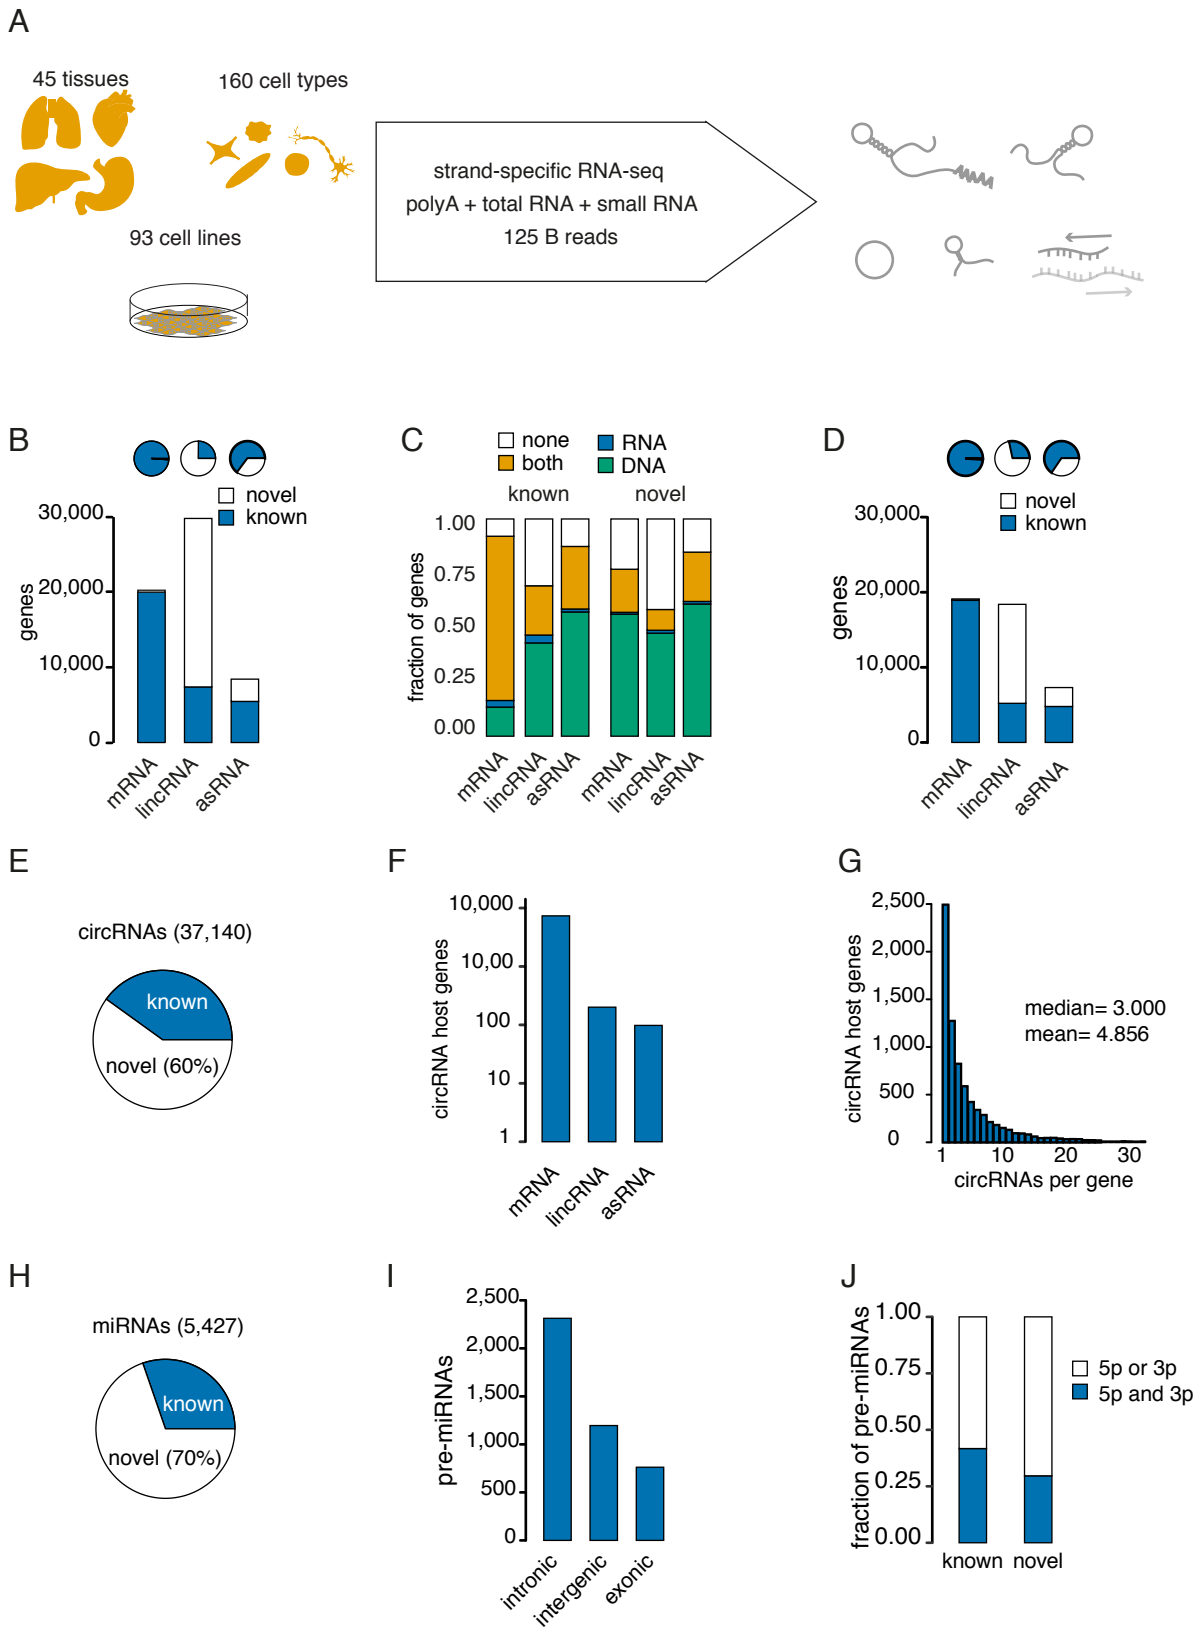 A
45 tissues
160 cell types
93 cell lines
strand-specific RNA-seq
polyA + total RNA + small RNA
125 B reads
B
novel
known
30,000
20,000
10,000
0
genes
mRNA
lincRNA
asRNA
C
none
both
RNA
DNA
known
novel
1.00
0.75
0.50
0.25
0.00
fraction of genes
mRNA
lincRNA
asRNA
mRNA
lincRNA
asRNA
D
novel
known
30,000
20,000
10,000
0
genes
mRNA
lincRNA
asRNA
E
circRNAs (37,140)
known
novel (60%)
F
10,000
10,00
100
10
1
circRNA host genes
mRNA
lincRNA
asRNA
G
2,500
2,000
1,500
1,000
500
0
circRNA host genes
median= 3.000
mean= 4.856
1
10
20
30
circRNAs per gene
H
miRNAs (5,427)
known
novel (70%)
I
2,500
2,000
1,500
1,000
500
0
pre-miRNAs
intronic
intergenic
exonic
J
1.00
0.75
0.50
0.25
0.00
fraction of pre-miRNAs
5p or 3p
5p and 3p
known
novel